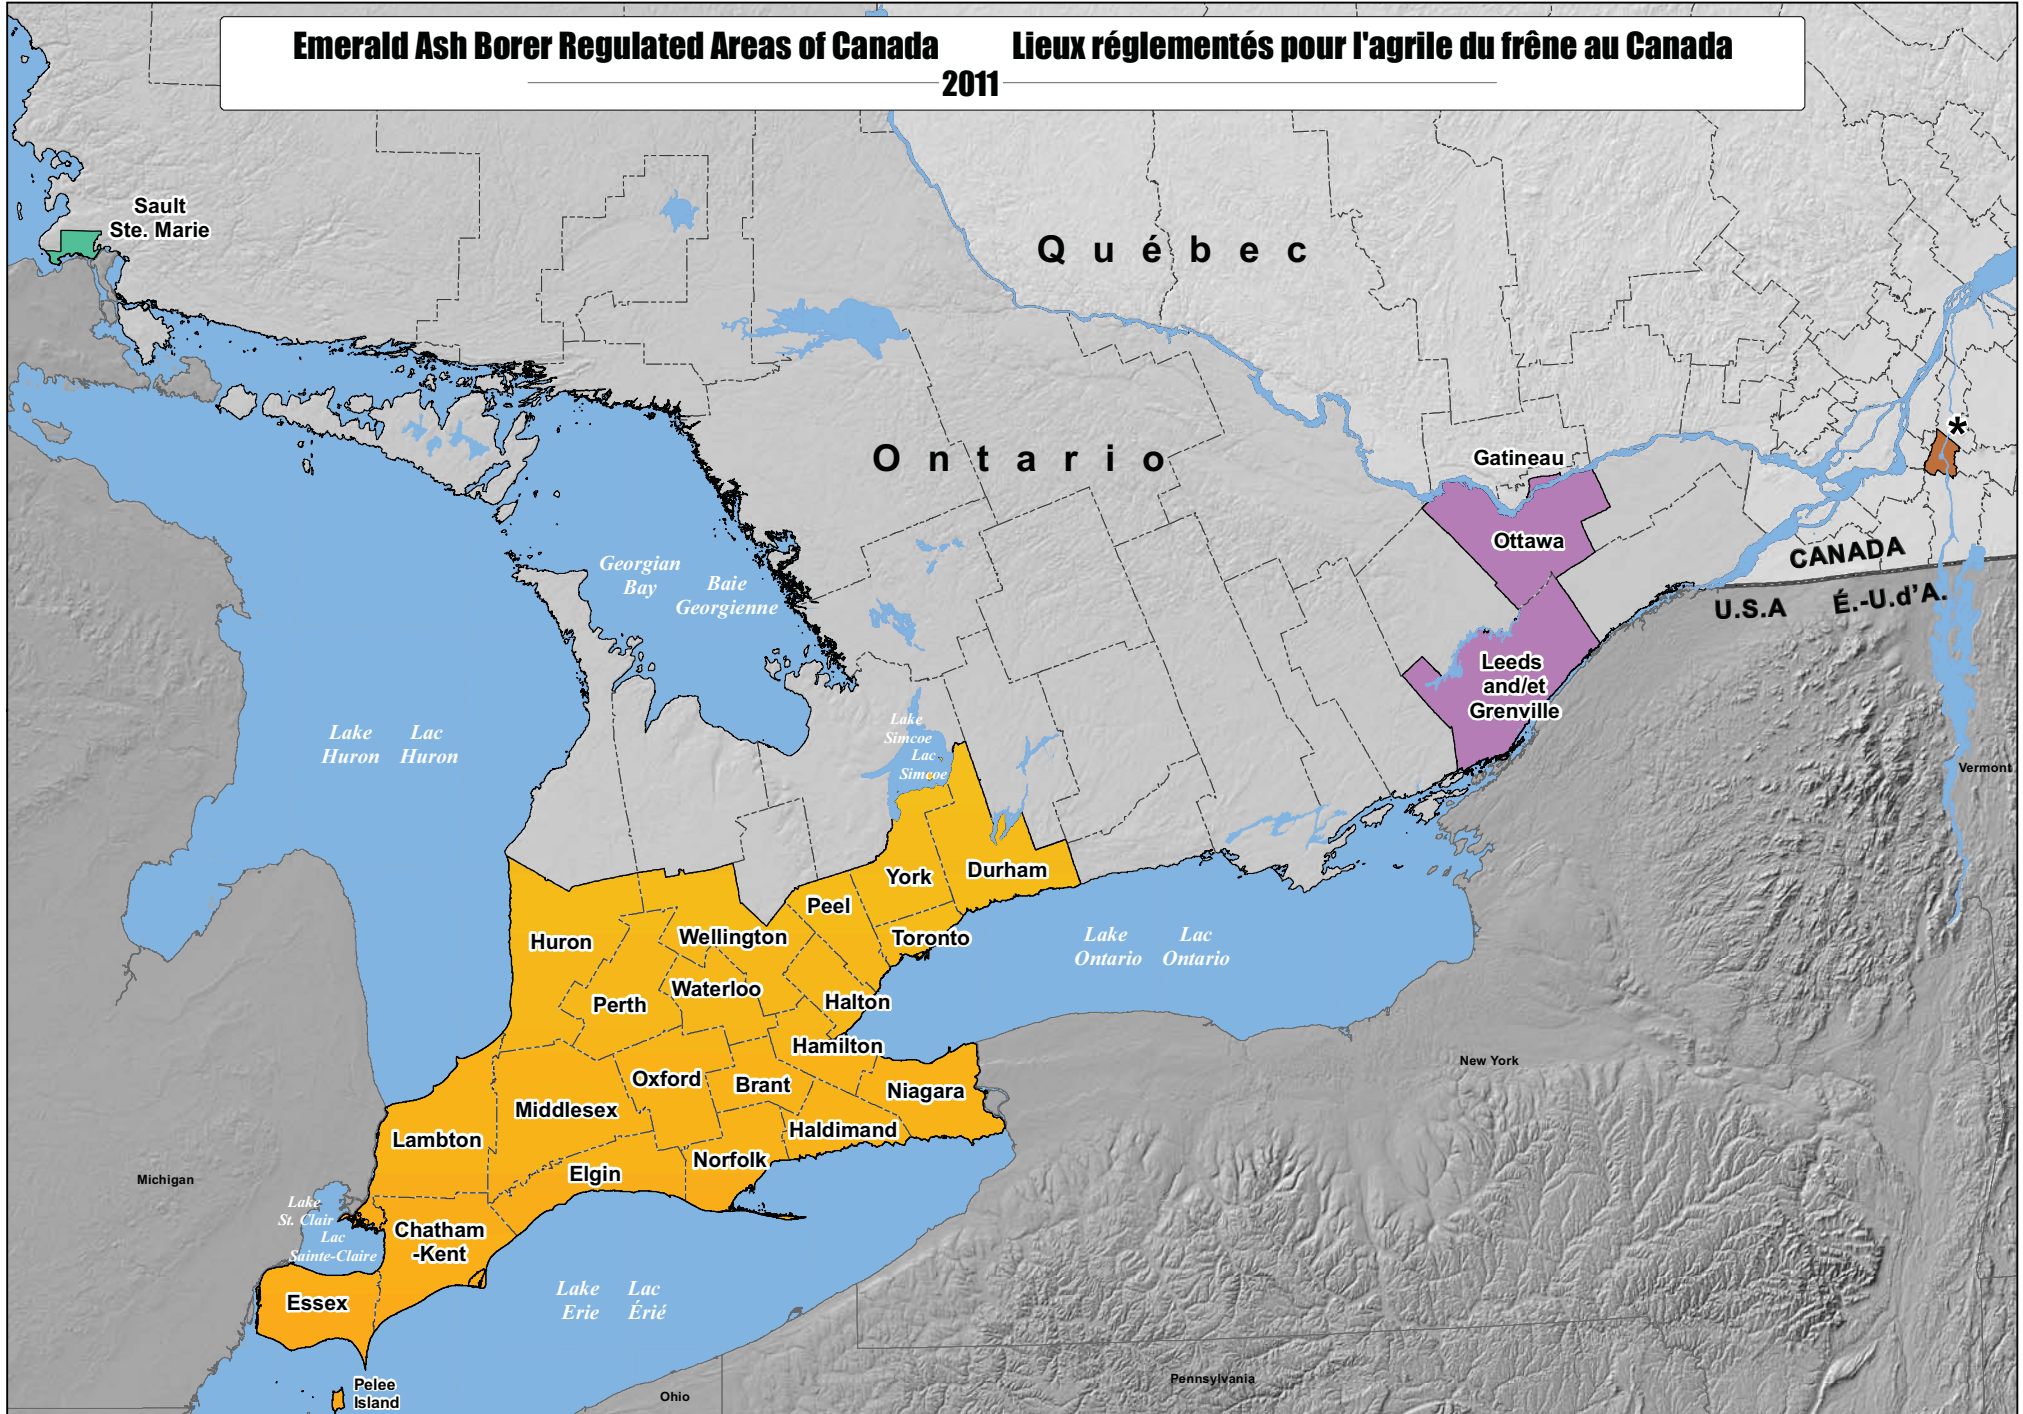 Emerald Ash Borer Regulated Areas of Canada
Lieux réglementés pour l'agrile du frêne au Canada
2011
Sault
Ste. Marie
Québec
Ontario
*
Gatineau
Ottawa
CANADA
U.S.A
É.-U.d'A.
Georgian
Bay
Baie
Georgienne
Leeds
and/et
Grenville
Lake
Huron
Lac
Huron
Lake
Simcoe
Lac
Simcoe
Vermont
York
Durham
Peel
Toronto
Huron
Wellington
Lake
Ontario
Lac
Ontario
Perth
Waterloo
Halton
Hamilton
New York
Oxford
Brant
Niagara
Middlesex
Haldimand
Lambton
Norfolk
Elgin
Michigan
Lake
St. Clair
Lac
Sainte-Claire
Chatham
-Kent
Essex
Lake
Erie
Lac
Érié
Pelee
Island
Ohio
Pennsylvania